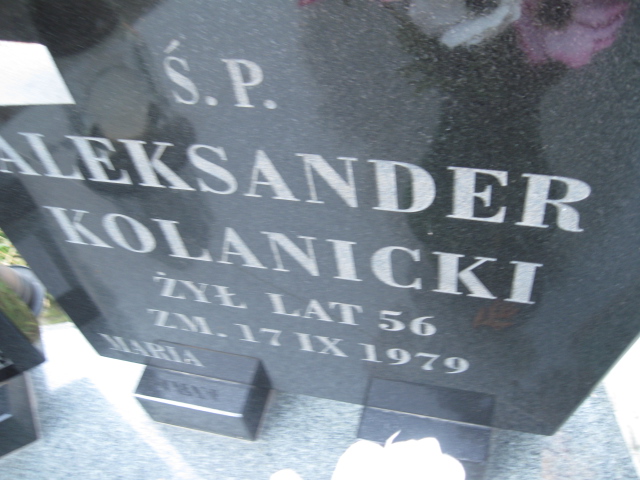 Ś.P.
ALEKSANDER
KOLANICKI
ŻYŁ LAT 56
ZM. 17 IX 1979
MARIA